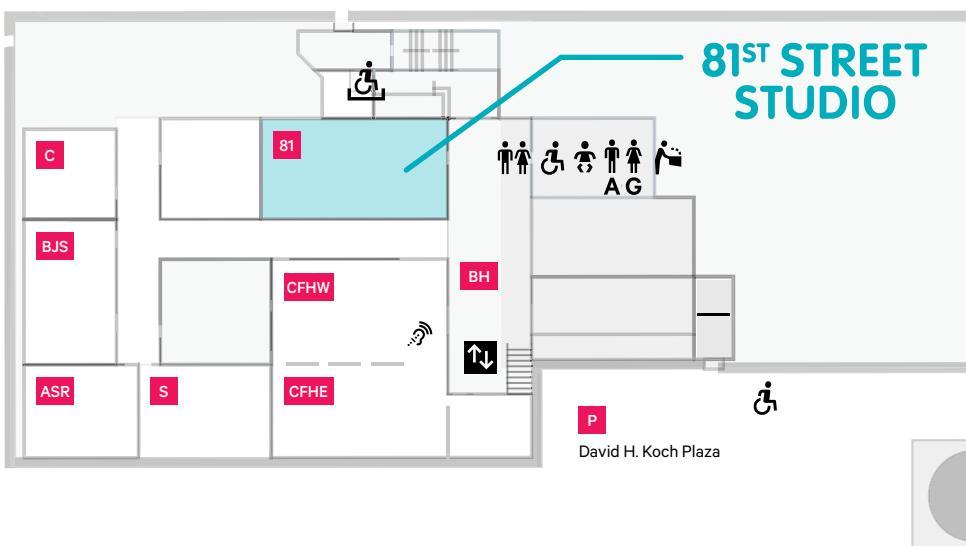 81ST STREET
STUDIO
81
C
A G
BJS
BH
CFHW
ASR
S
CFHE
P
David H. Koch Plaza